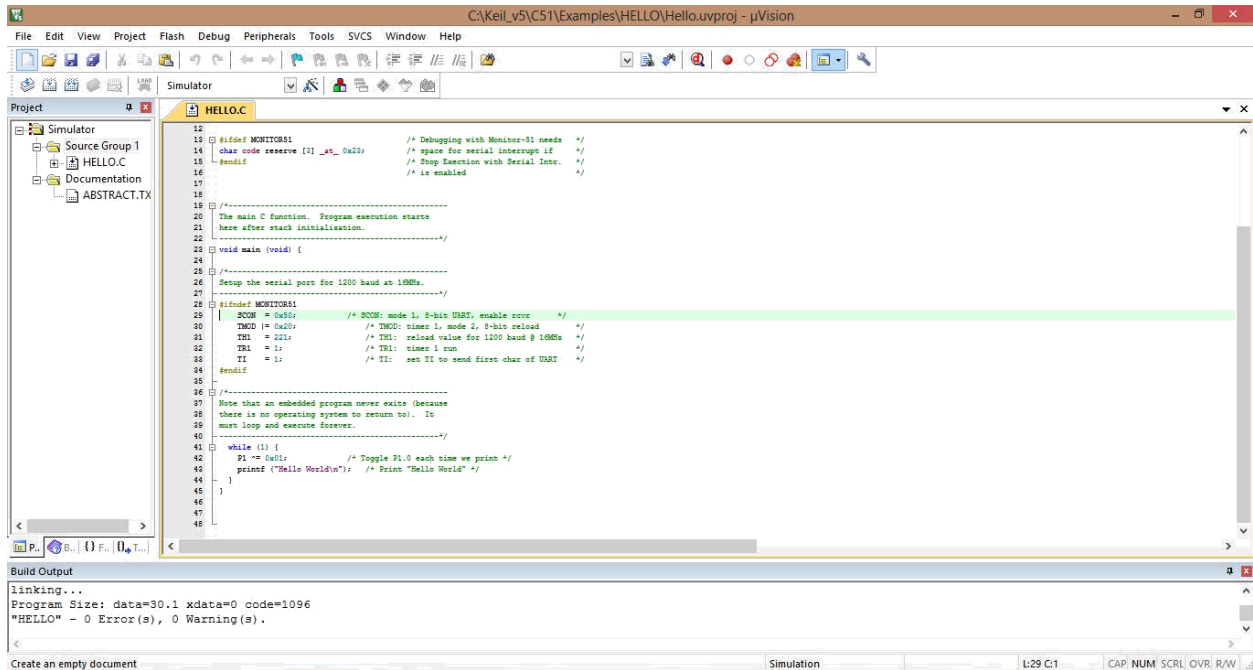 C:\Keil_v5\C51\Examples\HELLO\Hello.uvproj - µVision
File Edit View Project Flash Debug Peripherals Tools SVCS Window Help
LOAD
Simulator
Project
HELLO.C
Simulator
Source Group 1
HELLO.C
Documentation
ABSTRACT.TX
12
13 #ifdef MONITOR51 /* Debugging with Monitor-51 needs */
14 char code reserve [3] _at_ 0x23; /* space for serial interrupt if */
15 #endif /* Stop Exection with Serial Intr. */
16 /* is enabled */
17
18
19 /*------------------------------------------------
20 The main C function. Program execution starts
21 here after stack initialization.
22 ------------------------------------------------*/
23 void main (void) {
24
25 /*------------------------------------------------
26 Setup the serial port for 1200 baud at 16MHz.
27 ------------------------------------------------*/
28 #ifndef MONITOR51
29 SCON = 0x50; /* SCON: mode 1, 8-bit UART, enable rcvr */
30 TMOD |= 0x20; /* TMOD: timer 1, mode 2, 8-bit reload */
31 TH1 = 221; /* TH1: reload value for 1200 baud @ 16MHz */
32 TR1 = 1; /* TR1: timer 1 run */
33 TI = 1; /* TI: set TI to send first char of UART */
34 #endif
35
36 /*------------------------------------------------
37 Note that an embedded program never exits (because
38 there is no operating system to return to). It
39 must loop and execute forever.
40 ------------------------------------------------*/
41 while (1) {
42 P1 ^= 0x01; /* Toggle P1.0 each time we print */
43 printf ("Hello World\n"); /* Print "Hello World" */
44 }
45 }
46
47
48
P... B... {} F... 0 T...
Build Output
linking...
Program Size: data=30.1 xdata=0 code=1096
"HELLO" - 0 Error(s), 0 Warning(s).
Create an empty document Simulation L:29 C:1 CAP NUM SCRL OVR R/W